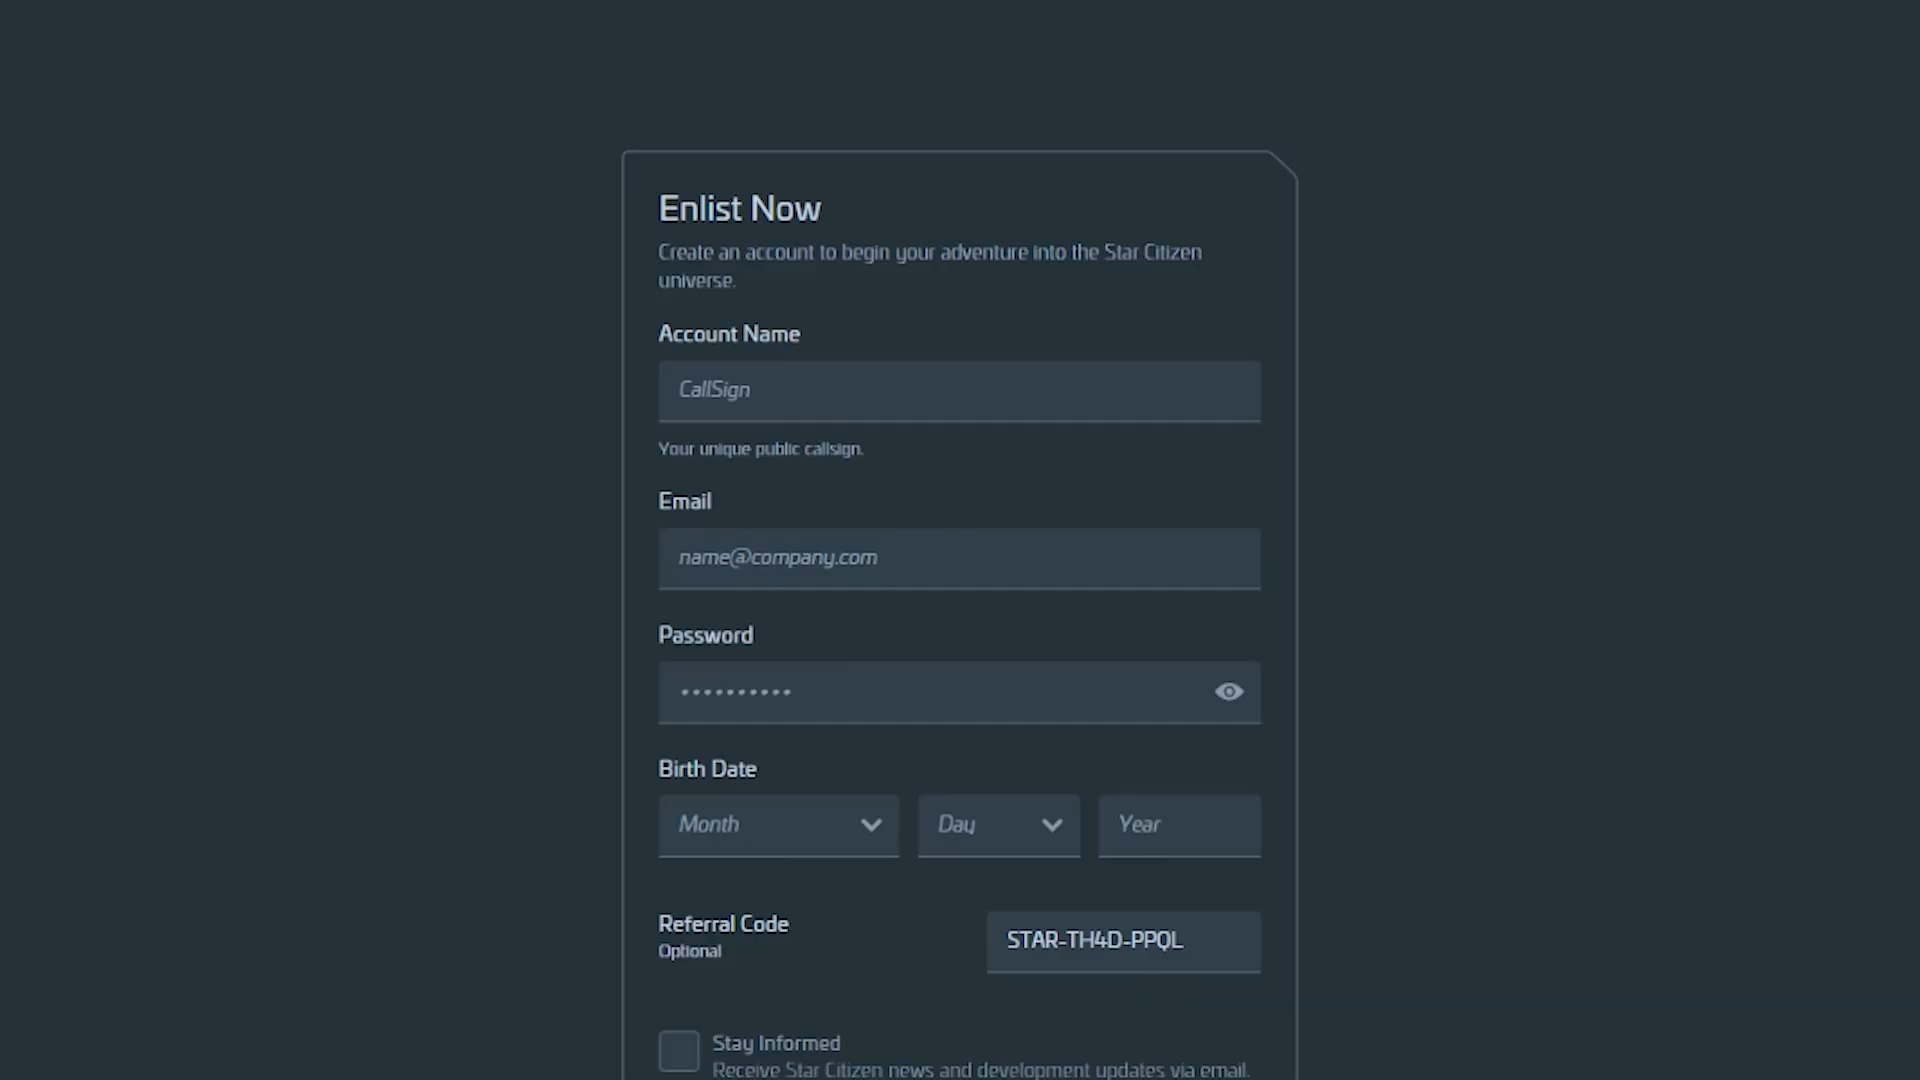 Enlist Now
Create an account to begin your adventure into the Star Citizen
universe.
Account Name
CallSign
Your unique public callsign.
Email
name@company.com
Password
••••••••••
Birth Date
Month Day Year
Referral Code
Optional
STAR-TH4D-PPQL
Stay Informed
Receive Star Citizen news and development updates via email.